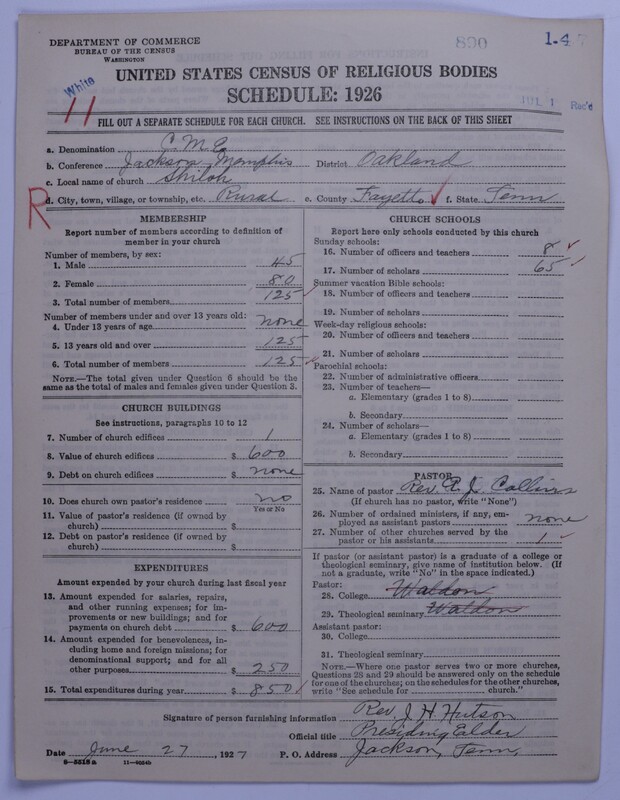 DEPARTMENT OF COMMERCE
BUREAU OF THE CENSUS
WASHINGTON
800
1-4
White
11
UNITED STATES CENSUS OF RELIGIOUS BODIES
SCHEDULE: 1926
JUL 1 Rec'd
FILL OUT A SEPARATE SCHEDULE FOR EACH CHURCH. SEE INSTRUCTIONS ON THE BACK OF THIS SHEET
a. Denomination C.M.E.
b. Conference Jackson, Memphis District Oakland
c. Local name of church Shiloh
R
d. City, town, village, or township, etc. Rural e. County Fayette f. State Tenn
MEMBERSHIP
Report number of members according to definition of
member in your church
Number of members, by sex:
1. Male 45
2. Female 80
3. Total number of members 125
Number of members under and over 13 years old:
4. Under 13 years of age none
5. 13 years old and over 125
6. Total number of members 125
NOTE.—The total given under Question 6 should be the
same as the total of males and females given under Question 3.
CHURCH BUILDINGS
See instructions, paragraphs 10 to 12
7. Number of church edifices 1
8. Value of church edifices $ 600
9. Debt on church edifices $ none
10. Does church own pastor's residence no
Yes or No
11. Value of pastor's residence (if owned by
church) $
12. Debt on pastor's residence (if owned by
church) $
EXPENDITURES
Amount expended by your church during last fiscal year
13. Amount expended for salaries, repairs,
and other running expenses; for im-
provements or new buildings; and for
payments on church debt $ 600
14. Amount expended for benevolences, in-
cluding home and foreign missions; for
denominational support; and for all
other purposes $ 250
15. Total expenditures during year $ 850
CHURCH SCHOOLS
Report here only schools conducted by this church
Sunday schools:
16. Number of officers and teachers 8
17. Number of scholars 65
Summer vacation Bible schools:
18. Number of officers and teachers
19. Number of scholars
Week-day religious schools:
20. Number of officers and teachers
21. Number of scholars
Parochial schools:
22. Number of administrative officers
23. Number of teachers—
a. Elementary (grades 1 to 8)
b. Secondary
24. Number of scholars—
a. Elementary (grades 1 to 8)
b. Secondary
PASTOR
25. Name of pastor Rev. R. J. Collins
(If church has no pastor, write "None")
26. Number of ordained ministers, if any, em-
ployed as assistant pastors none
27. Number of other churches served by the
pastor or his assistants 1
If pastor (or assistant pastor) is a graduate of a college or
theological seminary, give name of institution below. (If
not a graduate, write "No" in the space indicated.)
Pastor:
28. College Waldon
29. Theological seminary Waldon
Assistant pastor:
30. College
31. Theological seminary
NOTE.—Where one pastor serves two or more churches,
Questions 28 and 29 should be answered only on the schedule
for one of the churches; on the schedules for the other churches,
write "See schedule for church."
Signature of person furnishing information Rev. J H Hutson
Official title Presiding Elder
Date June 27, 1927 P. O. Address Jackson, Tenn,
8-5518a 11-4034b